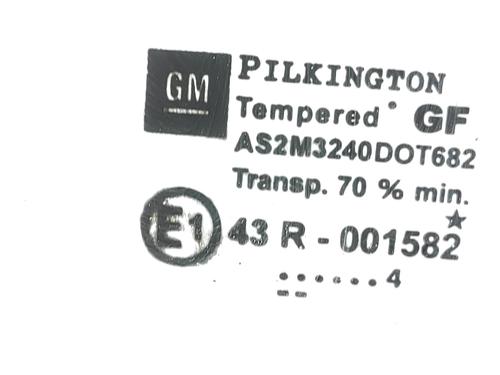 GM PILKINGTON
Tempered GF
AS2M3240DOT682
Transp. 70 % min.
E1 43 R - 001582
...... 4